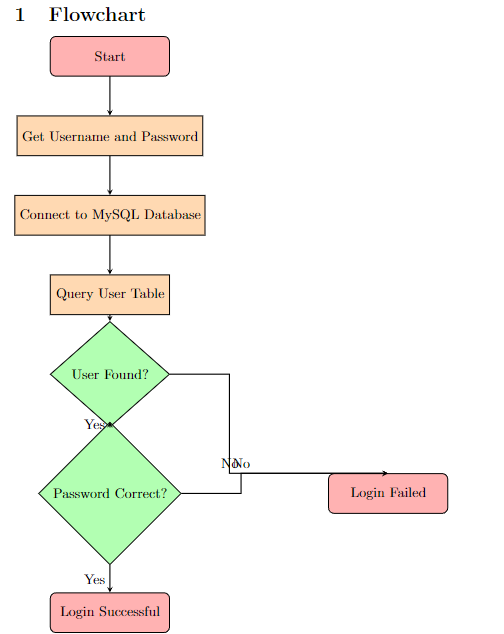 1 Flowchart
Start
Get Username and Password
Connect to MySQL Database
Query User Table
User Found?
Yes
No
No
Password Correct?
Login Failed
Yes
Login Successful